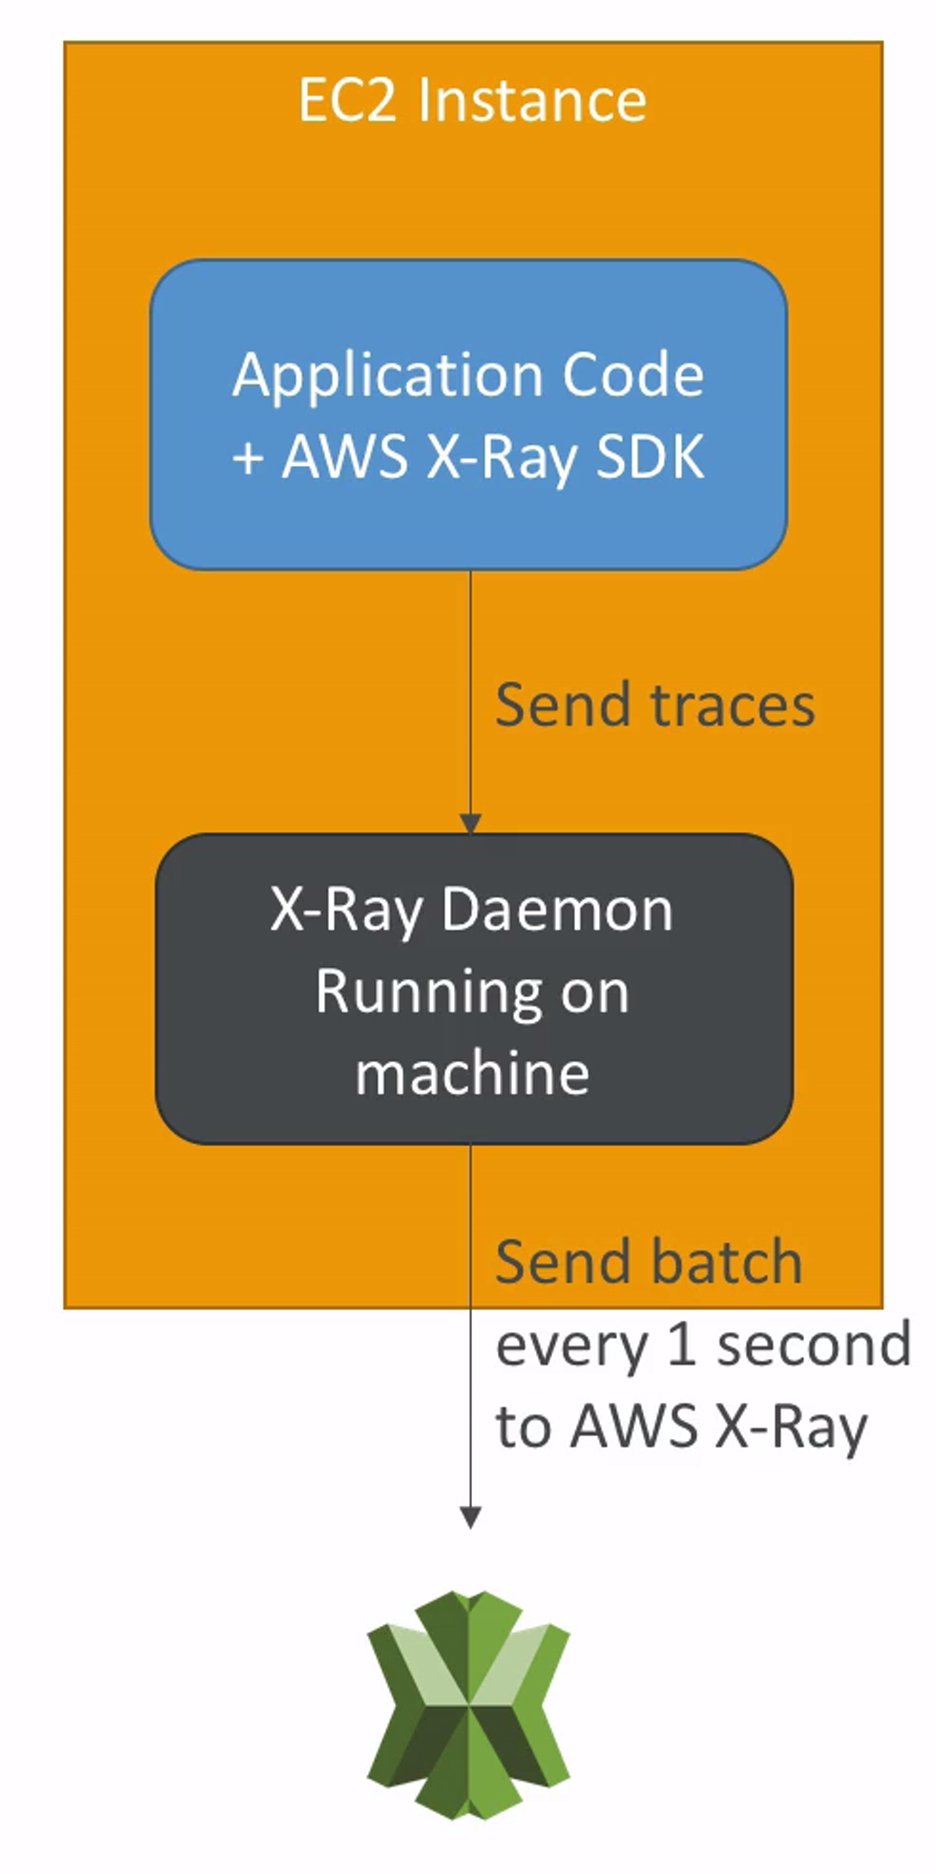 EC2 Instance
Application Code
+ AWS X-Ray SDK
Send traces
X-Ray Daemon
Running on
machine
Send batch
every 1 second
to AWS X-Ray